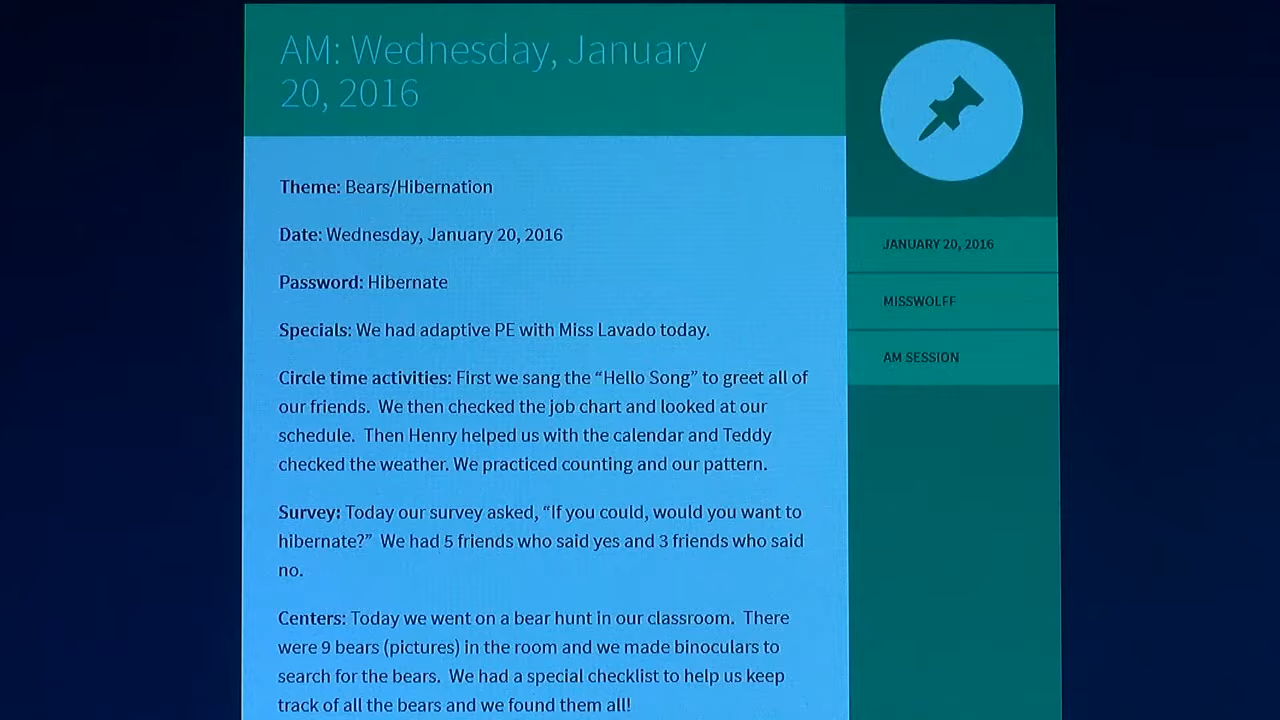 AM: Wednesday, January
20, 2016
Theme: Bears/Hibernation
Date: Wednesday, January 20, 2016
Password: Hibernate
Specials: We had adaptive PE with Miss Lavado today.
Circle time activities: First we sang the “Hello Song” to greet all of
our friends.  We then checked the job chart and looked at our
schedule.  Then Henry helped us with the calendar and Teddy
checked the weather. We practiced counting and our pattern.
Survey: Today our survey asked, “If you could, would you want to
hibernate?”  We had 5 friends who said yes and 3 friends who said
no.
Centers: Today we went on a bear hunt in our classroom.  There
were 9 bears (pictures) in the room and we made binoculars to
search for the bears.  We had a special checklist to help us keep
track of all the bears and we found them all!
JANUARY 20, 2016
MISSWOLFF
AM SESSION